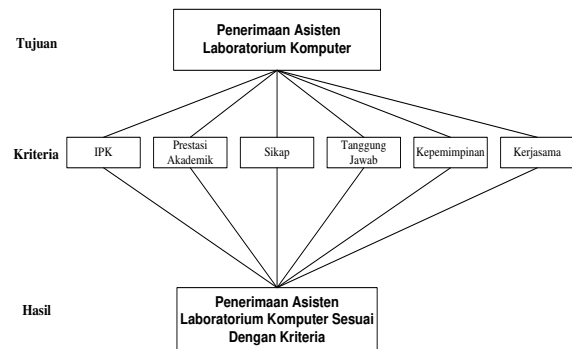 Tujuan
Penerimaan Asisten
Laboratorium Komputer
Kriteria
IPK
Prestasi
Akademik
Sikap
Tanggung
Jawab
Kepemimpinan
Kerjasama
Hasil
Penerimaan Asisten
Laboratorium Komputer Sesuai
Dengan Kriteria